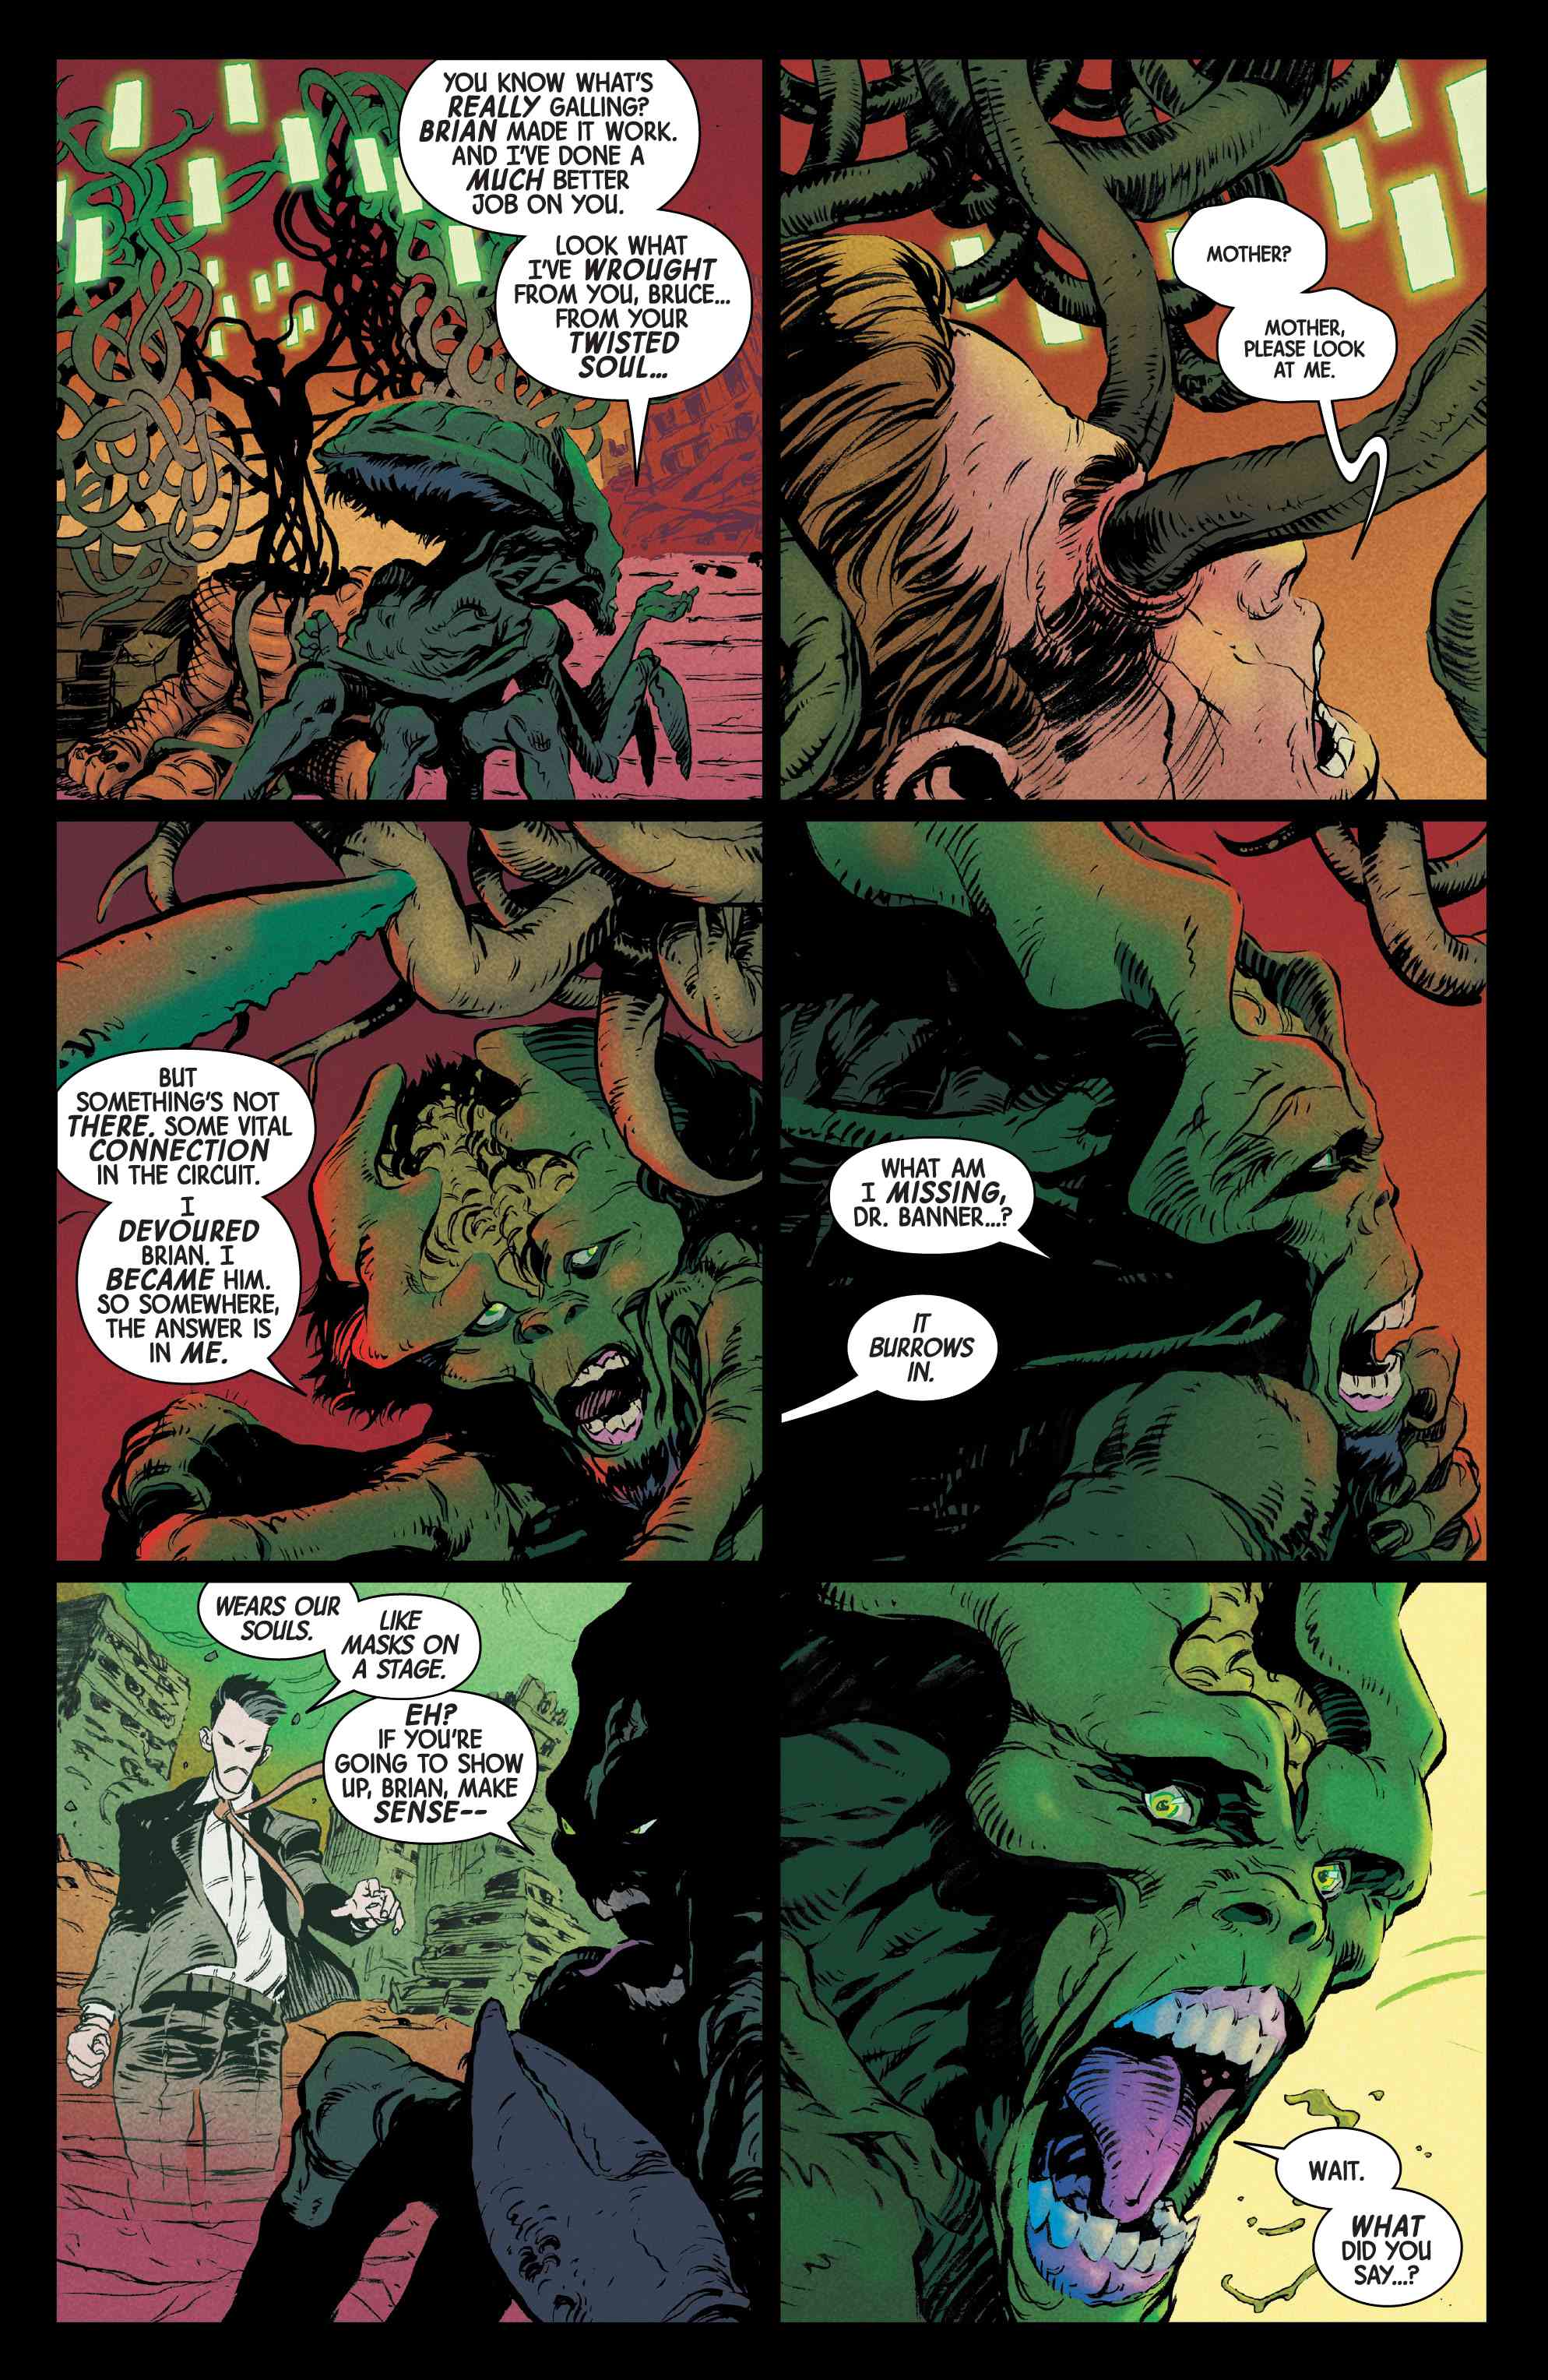 YOU KNOW WHAT'S
REALLY GALLING?
BRIAN MADE IT WORK.
AND I'VE DONE A
MUCH BETTER
JOB ON YOU.
LOOK WHAT
I'VE WROUGHT
FROM YOU, BRUCE...
FROM YOUR
TWISTED
SOUL...
MOTHER?
MOTHER,
PLEASE LOOK
AT ME.
BUT
SOMETHING'S NOT
THERE. SOME VITAL
CONNECTION
IN THE CIRCUIT.
I
DEVOURED
BRIAN. I
BECAME HIM.
SO SOMEWHERE,
THE ANSWER IS
IN ME.
WHAT AM
I MISSING,
DR. BANNER...?
IT
BURROWS
IN.
WEARS OUR
SOULS.
LIKE
MASKS ON
A STAGE.
EH?
IF YOU'RE
GOING TO SHOW
UP, BRIAN, MAKE
SENSE--
WAIT.
WHAT
DID YOU
SAY...?